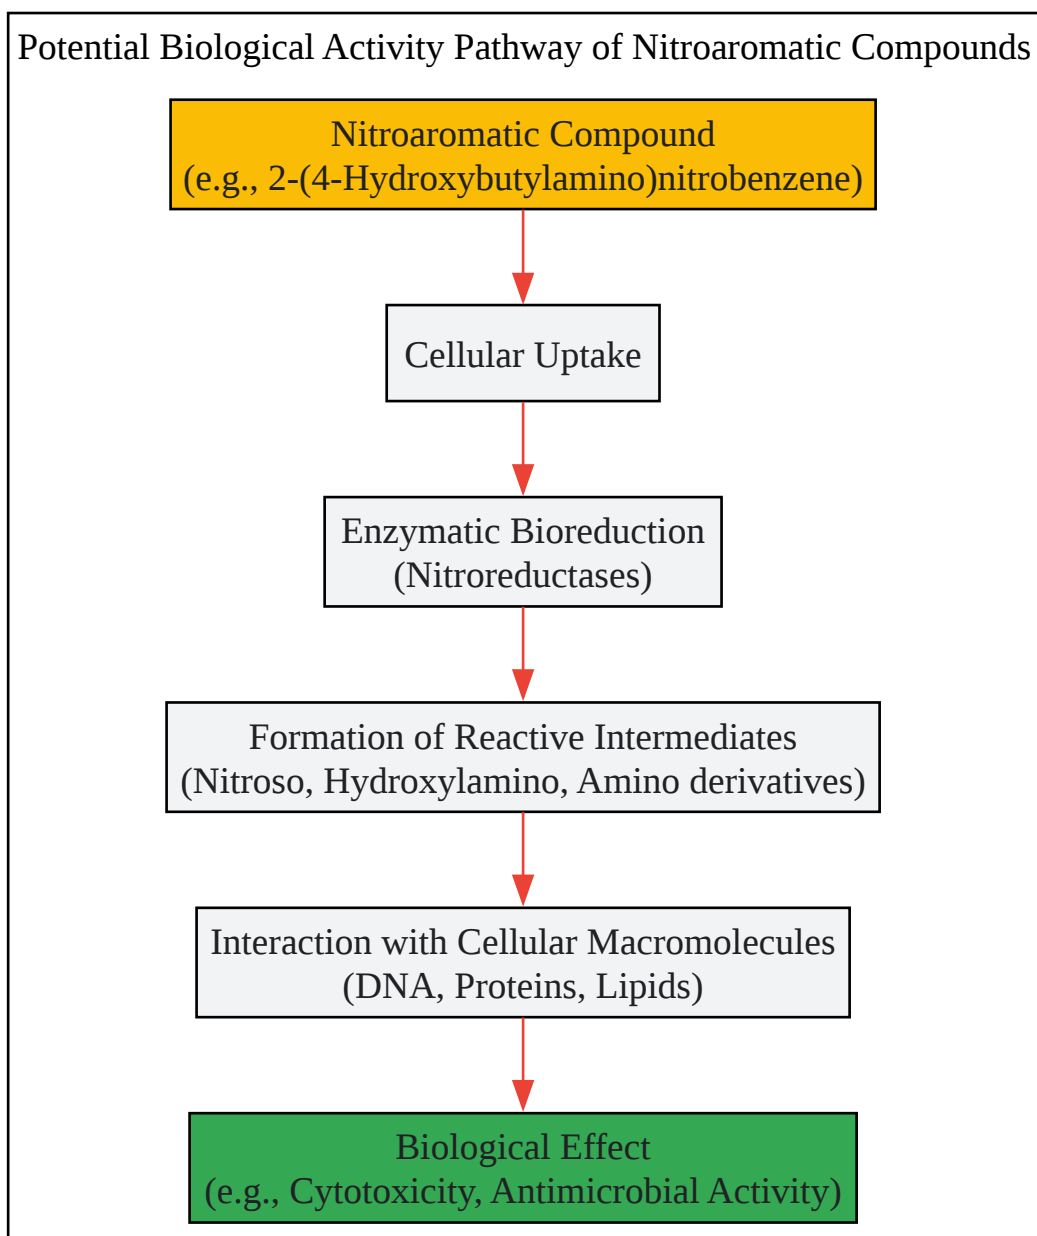 Potential Biological Activity Pathway of Nitroaromatic Compounds
Nitroaromatic Compound
(e.g., 2-(4-Hydroxybutylamino)nitrobenzene)
Cellular Uptake
Enzymatic Bioreduction
(Nitroreductases)
Formation of Reactive Intermediates
(Nitroso, Hydroxylamino, Amino derivatives)
Interaction with Cellular Macromolecules
(DNA, Proteins, Lipids)
Biological Effect
(e.g., Cytotoxicity, Antimicrobial Activity)